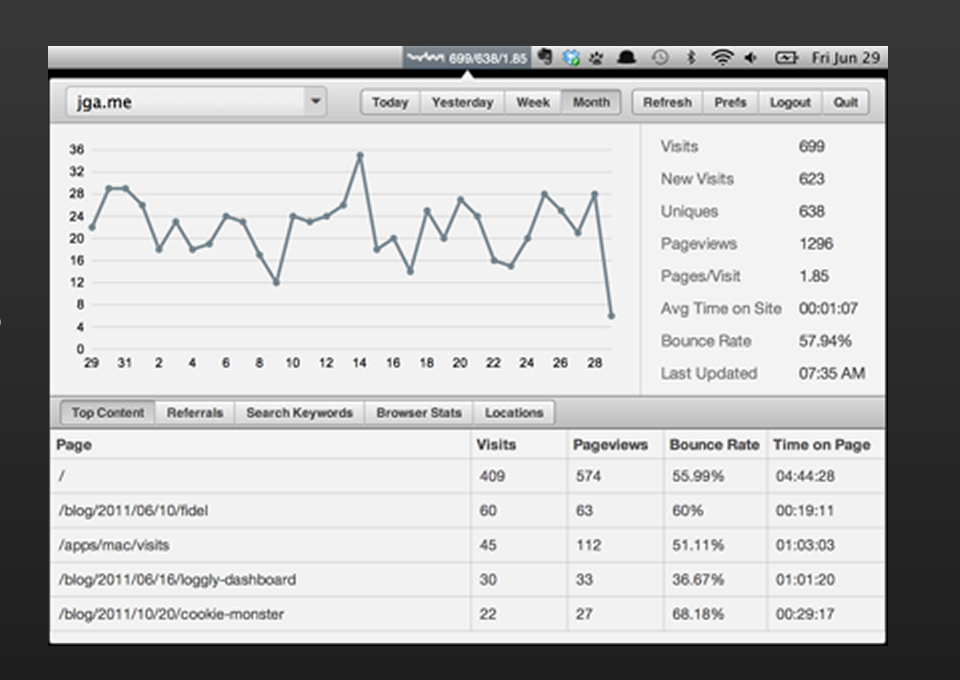 699/638/1.85 Fri Jun 29
jga.me Today Yesterday Week Month Refresh Prefs Logout Quit
36
32
28
24
20
16
12
8
4
0
29 31 2 4 6 8 10 12 14 16 18 20 22 24 26 28
Visits 699
New Visits 623
Uniques 638
Pageviews 1296
Pages/Visit 1.85
Avg Time on Site 00:01:07
Bounce Rate 57.94%
Last Updated 07:35 AM
Top Content Referrals Search Keywords Browser Stats Locations
Page Visits Pageviews Bounce Rate Time on Page
/ 409 574 55.99% 04:44:28
/blog/2011/06/10/fidel 60 63 60% 00:19:11
/apps/mac/visits 45 112 51.11% 01:03:03
/blog/2011/06/16/loggly-dashboard 30 33 36.67% 01:01:20
/blog/2011/10/20/cookie-monster 22 27 68.18% 00:29:17